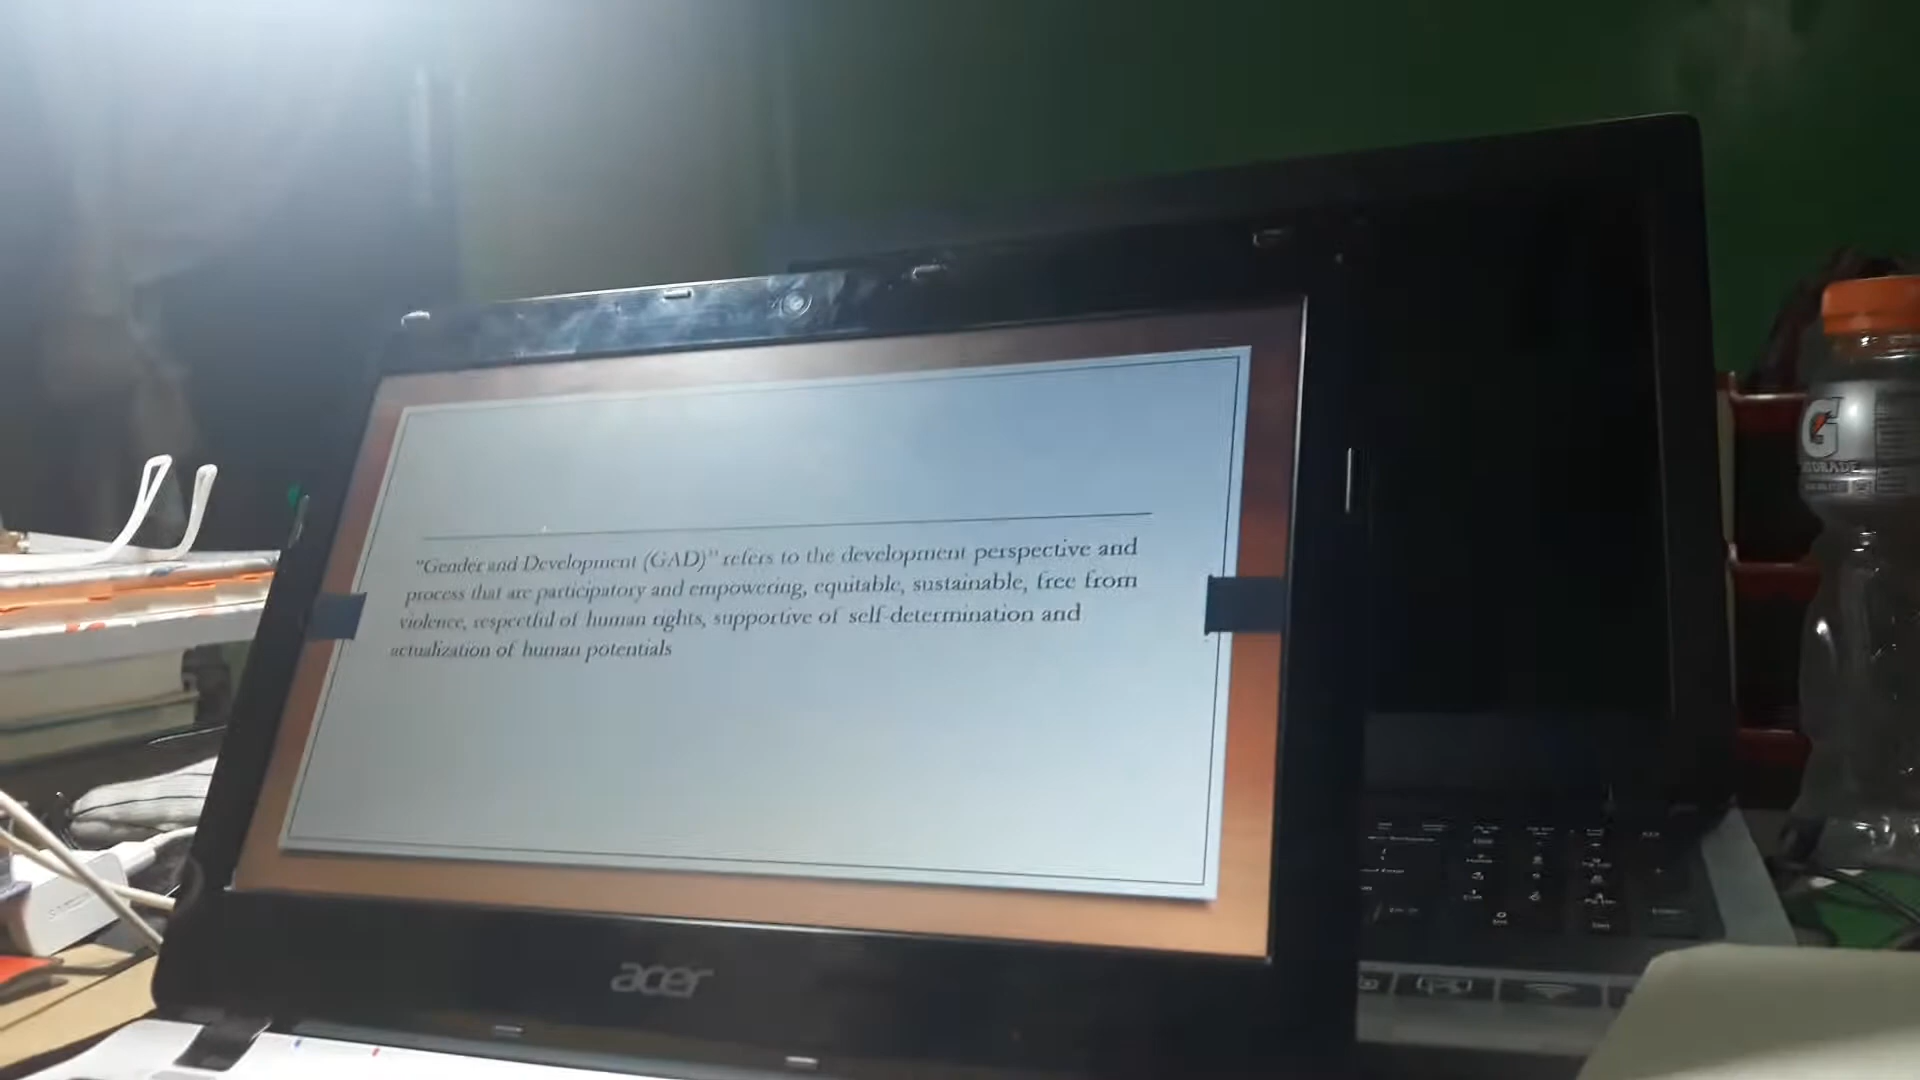 "Gender and Development (GAD)" refers to the development perspective and
process that are participatory and empowering, equitable, sustainable, free from
violence, respectful of human rights, supportive of self-determination and
actualization of human potentials
acer
G